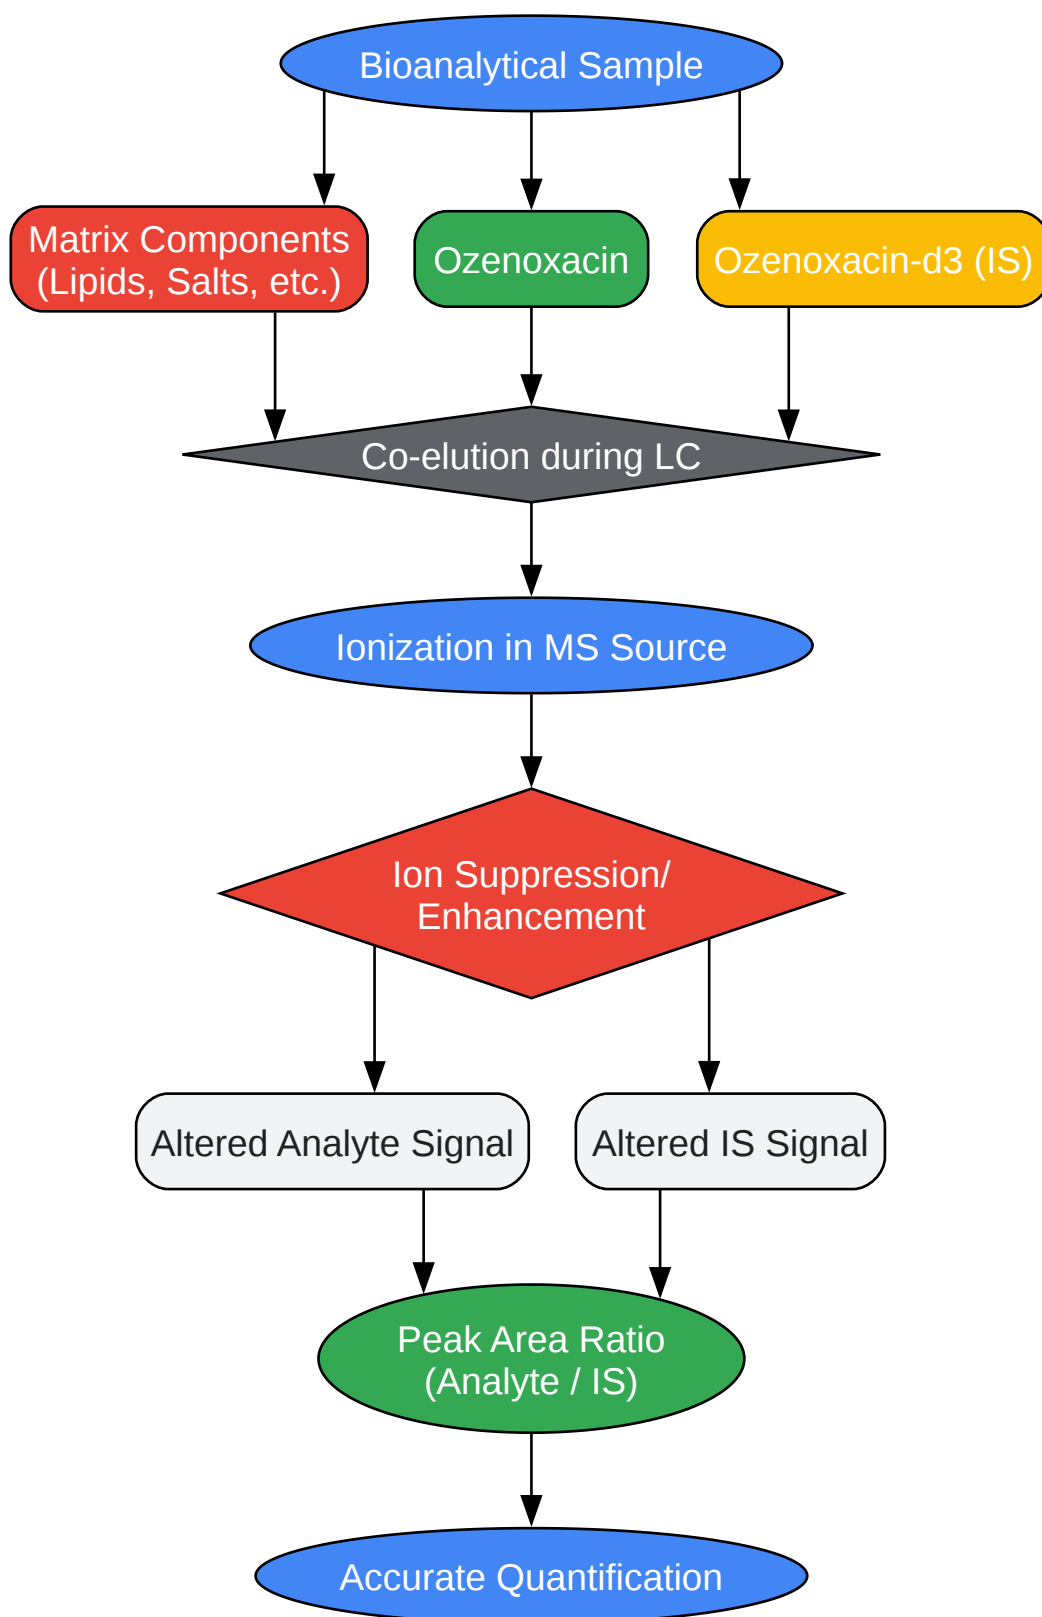 Bioanalytical Sample
Matrix Components
(Lipids, Salts, etc.)
Ozenoxacin
Ozenoxacin-d3 (IS)
Co-elution during LC
Ionization in MS Source
Ion Suppression/
Enhancement
Altered Analyte Signal
Altered IS Signal
Peak Area Ratio
(Analyte / IS)
Accurate Quantification